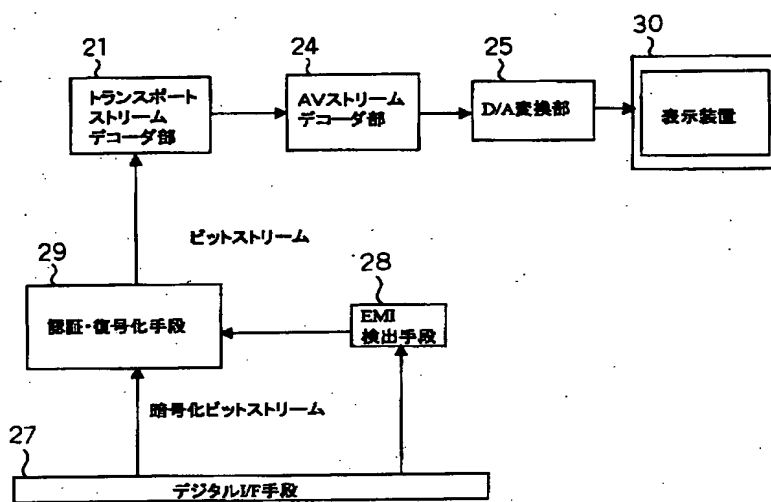 21
24
25
30
トランスポート
ストリーム
デコーダ部
AVストリーム
デコーダ部
D/A変換部
表示装置
ビットストリーム
29
28
認証・復号化手段
EMI
検出手段
暗号化ビットストリーム
27
デジタルI/F手段